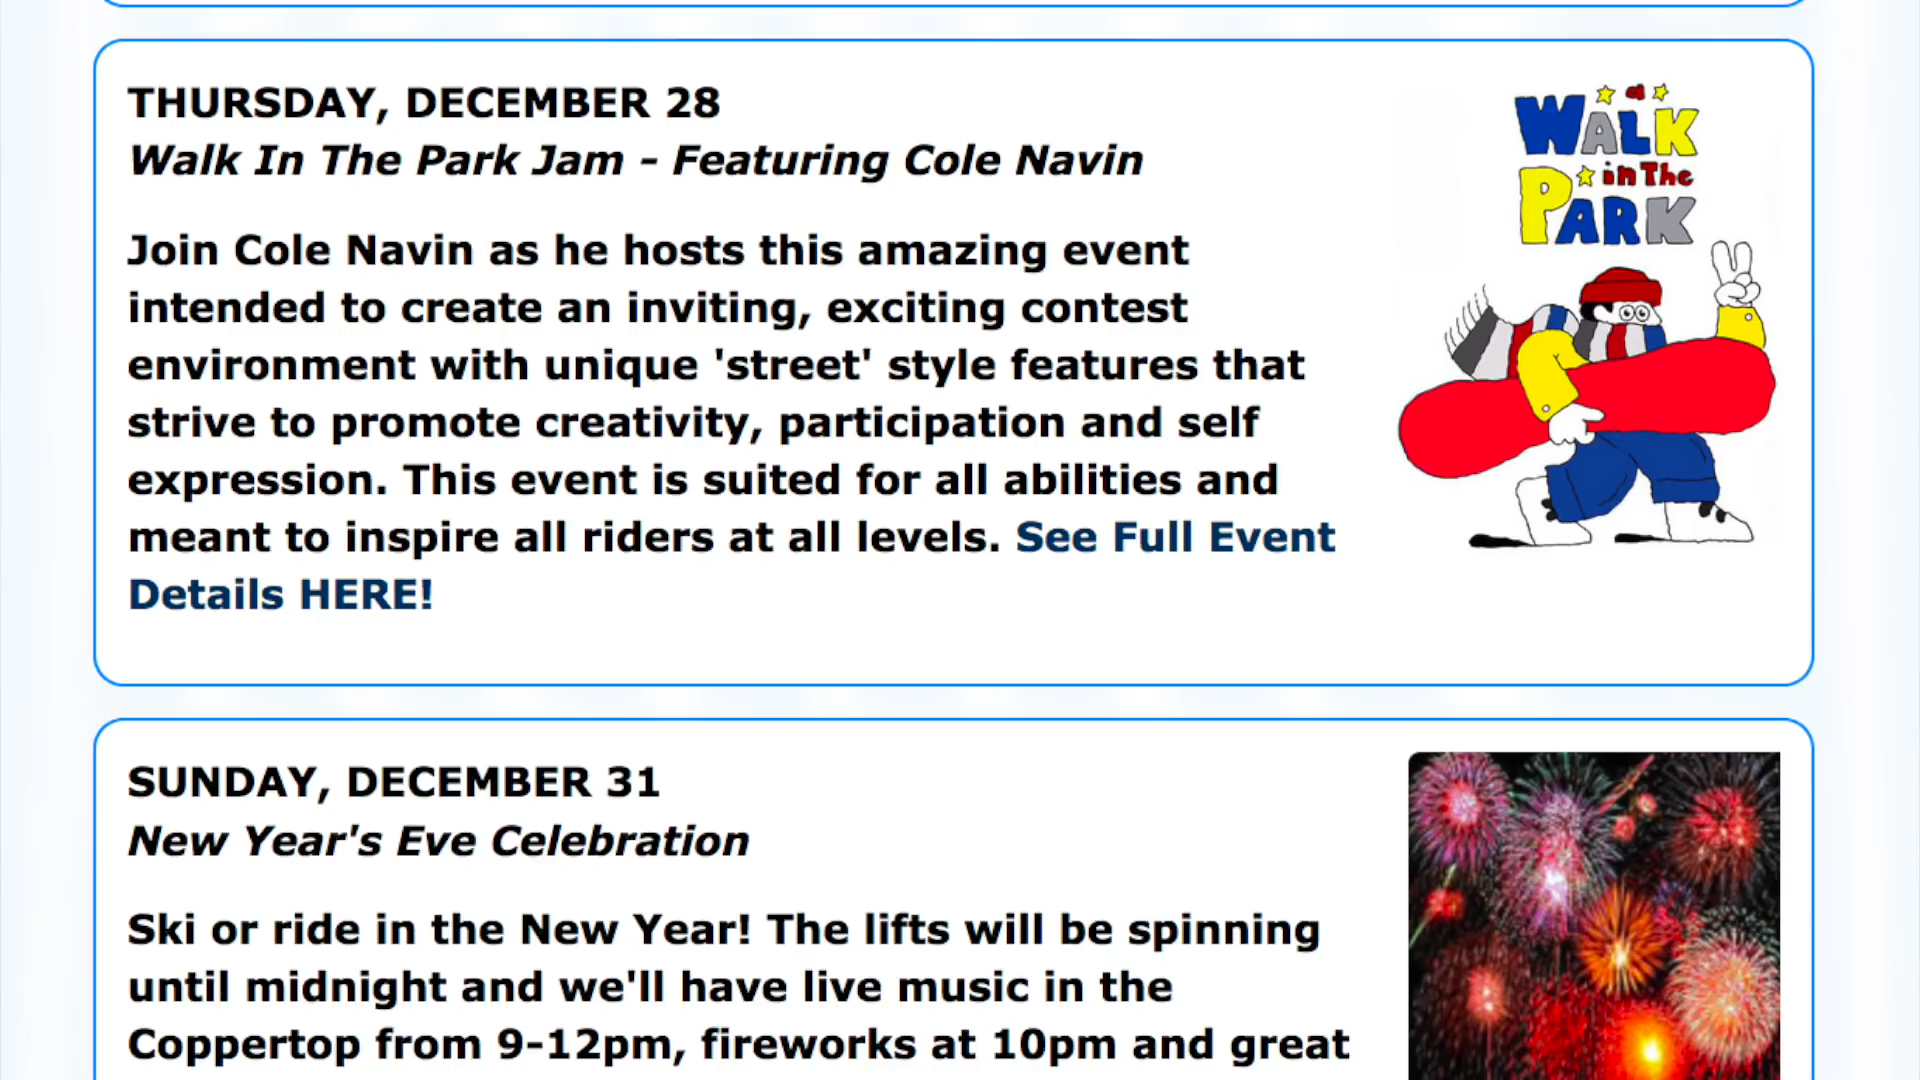 THURSDAY, DECEMBER 28
Walk In The Park Jam - Featuring Cole Navin
Join Cole Navin as he hosts this amazing event
intended to create an inviting, exciting contest
environment with unique 'street' style features that
strive to promote creativity, participation and self
expression. This event is suited for all abilities and
meant to inspire all riders at all levels. See Full Event
Details HERE!
a
WALK
in The
PARK
SUNDAY, DECEMBER 31
New Year's Eve Celebration
Ski or ride in the New Year! The lifts will be spinning
until midnight and we'll have live music in the
Coppertop from 9-12pm, fireworks at 10pm and great